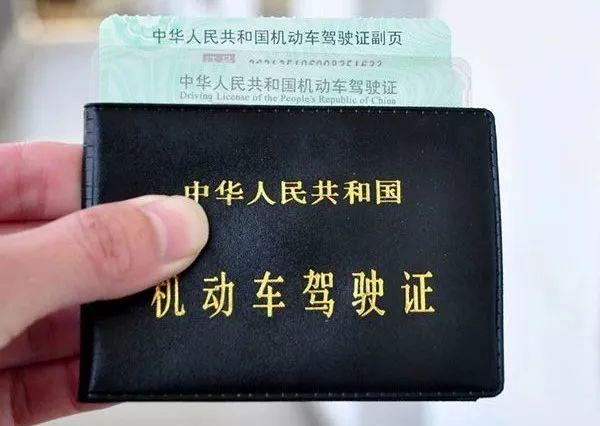 中华人民共和国机动车驾驶证副页
中华人民共和国机动车驾驶证
Driving License of the People's Republic of China
中华人民共和国
机动车驾驶证